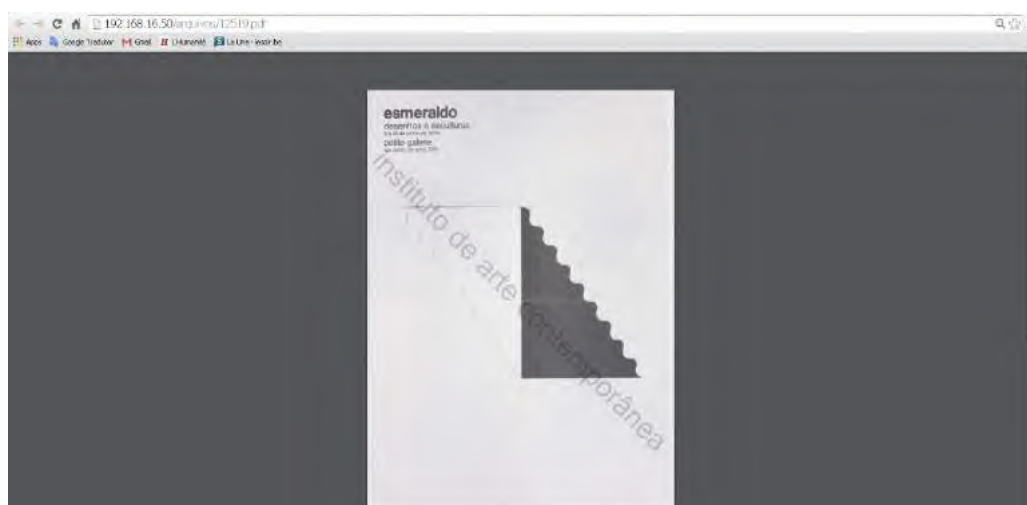 192.168.16.50/arquivos/12519.pdf
Apps Google Tradutor Gmail L'Humanité
esmeraldo
desenhos e esculturas
petite galerie
instituto de arte contemporânea